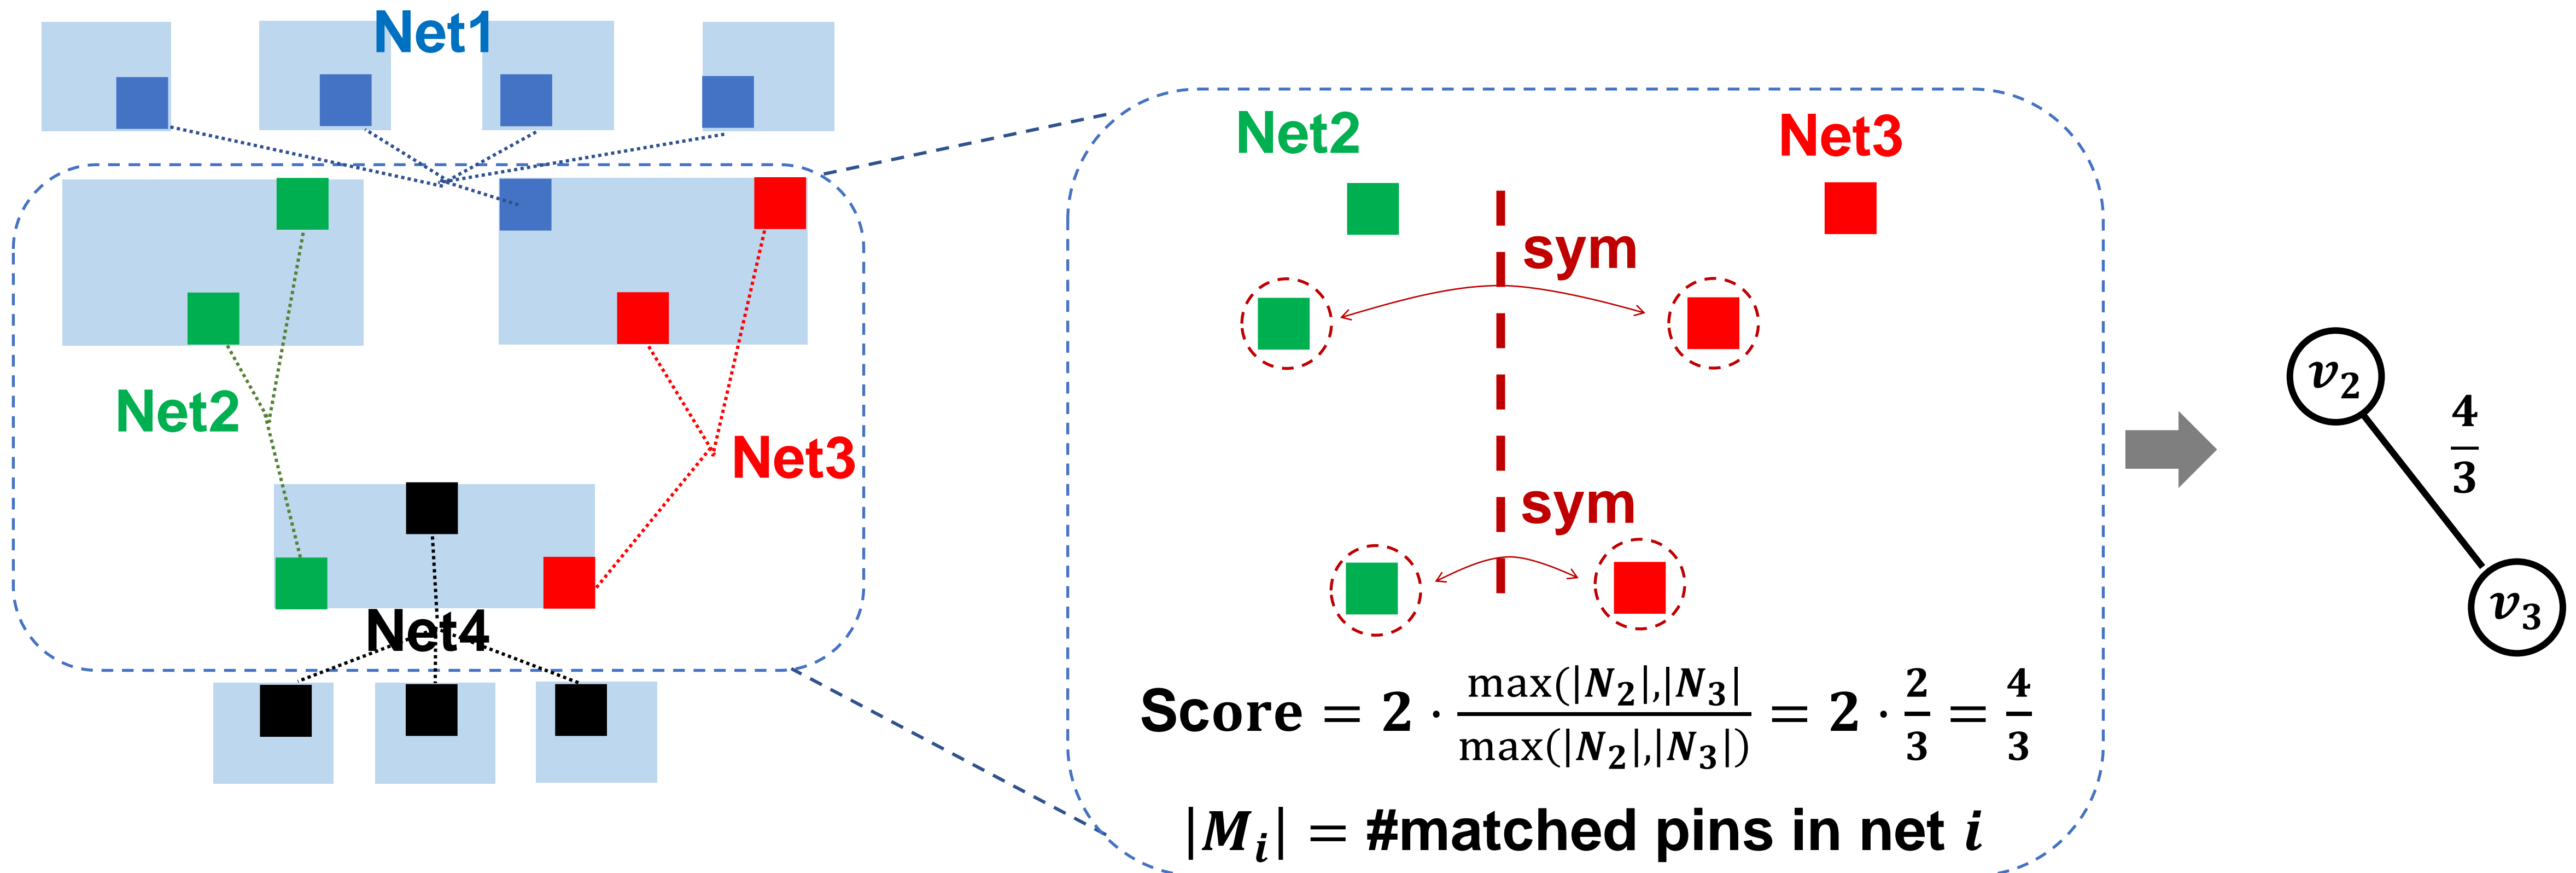 Net1
Net2
Net3
Net4
Net2
Net3
sym
sym
Score = 2 · max(|N₂|,|N₃| / max(|N₂|,|N₃|) = 2 · 2/3 = 4/3
|Mᵢ| = #matched pins in net i
v₂
4/3
v₃